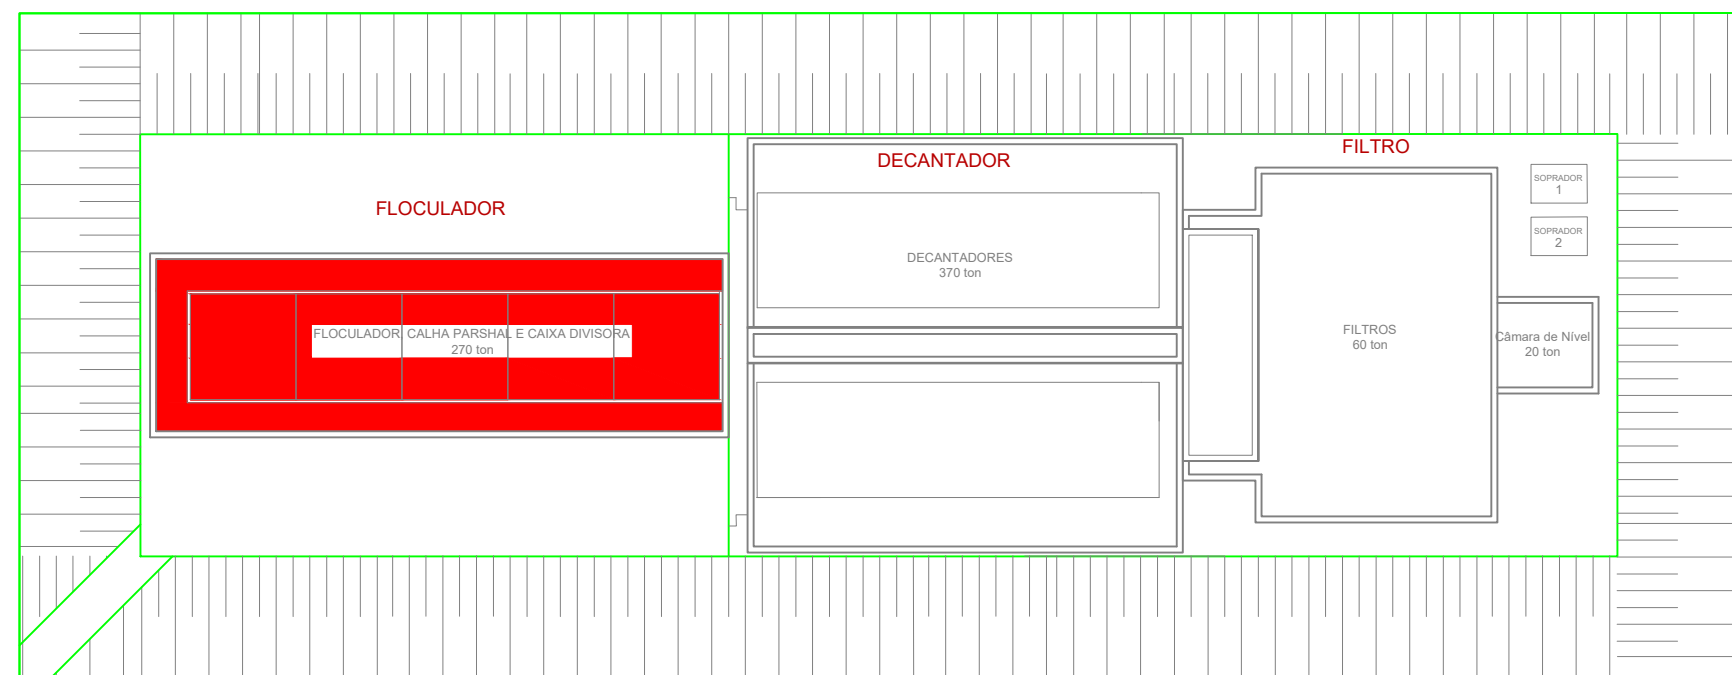 FLOCULADOR
DECANTADOR
FILTRO
SOPRADOR
1
SOPRADOR
2
DECANTADORES
370 ton
FLOCULADOR, CALHA PARSHAL E CAIXA DIVISORA
270 ton
FILTROS
60 ton
Câmara de Nível
20 ton